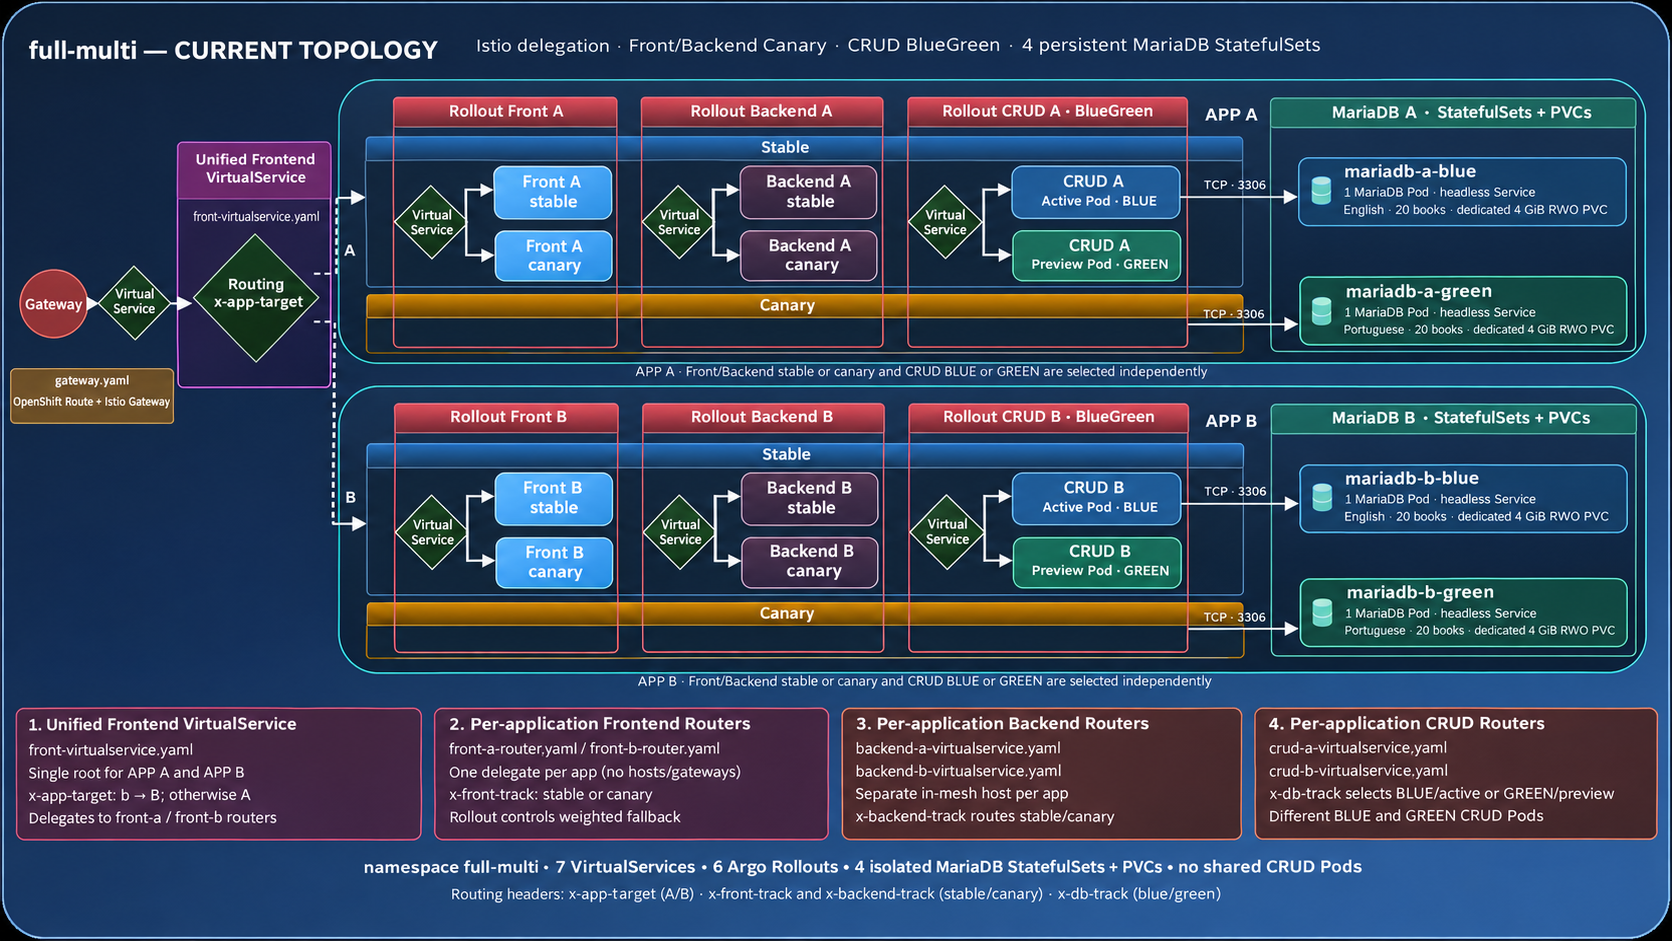 full-multi — CURRENT TOPOLOGY
Istio delegation · Front/Backend Canary · CRUD BlueGreen · 4 persistent MariaDB StatefulSets
Gateway
Virtual
Service
gateway.yaml
OpenShift Route + Istio Gateway
Unified Frontend
VirtualService
front-virtualservice.yaml
Routing
x-app-target
A
B
Rollout Front A
Rollout Backend A
Rollout CRUD A · BlueGreen
APP A
MariaDB A · StatefulSets + PVCs
Stable
Virtual
Service
Front A
stable
Front A
canary
Virtual
Service
Backend A
stable
Backend A
canary
Virtual
Service
CRUD A
Active Pod · BLUE
CRUD A
Preview Pod · GREEN
TCP · 3306
mariadb-a-blue
1 MariaDB Pod · headless Service
English · 20 books · dedicated 4 GiB RWO PVC
Canary
TCP · 3306
mariadb-a-green
1 MariaDB Pod · headless Service
Portuguese · 20 books · dedicated 4 GiB RWO PVC
APP A · Front/Backend stable or canary and CRUD BLUE or GREEN are selected independently
Rollout Front B
Rollout Backend B
Rollout CRUD B · BlueGreen
APP B
MariaDB B · StatefulSets + PVCs
Stable
Virtual
Service
Front B
stable
Front B
canary
Virtual
Service
Backend B
stable
Backend B
canary
Virtual
Service
CRUD B
Active Pod · BLUE
CRUD B
Preview Pod · GREEN
TCP · 3306
mariadb-b-blue
1 MariaDB Pod · headless Service
English · 20 books · dedicated 4 GiB RWO PVC
Canary
TCP · 3306
mariadb-b-green
1 MariaDB Pod · headless Service
Portuguese · 20 books · dedicated 4 GiB RWO PVC
APP B · Front/Backend stable or canary and CRUD BLUE or GREEN are selected independently
1. Unified Frontend VirtualService
front-virtualservice.yaml
Single root for APP A and APP B
x-app-target: b → B; otherwise A
Delegates to front-a / front-b routers
2. Per-application Frontend Routers
front-a-router,yaml / front-b-router.yaml
One delegate per app (no hosts/gateways)
x-front-track: stable or canary
Rollout controls weighted fallback
3. Per-application Backend Routers
backend-a-virtualservice.yaml
backend-b-virtualservice.yaml
Separate in-mesh host per app
x-backend-track routes stable/canary
4. Per-application CRUD Routers
crud-a-virtualservice,yaml
crud-b-virtualservice,yaml
x-db-track selects BLUE/active or GREEN/preview
Different BLUE and GREEN CRUD Pods
namespace full-multi • 7 VirtualServices • 6 Argo Rollouts • 4 isolated MariaDB StatefulSets + PVCs • no shared CRUD Pods
Routing headers: x-app-target (A/B) · x-front-track and x-backend-track (stable/canary) · x-db-track (blue/green)